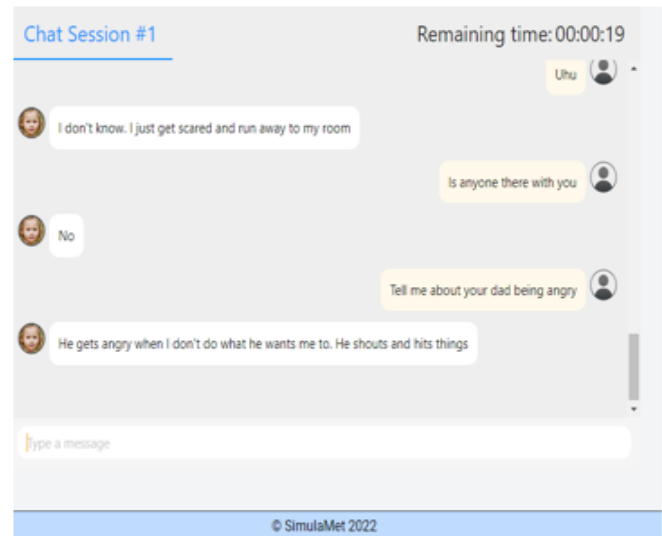 Chat Session #1
Remaining time: 00:00:19
Uhu
I don't know. I just get scared and run away to my room
Is anyone there with you
No
Tell me about your dad being angry
He gets angry when I don't do what he wants me to. He shouts and hits things
Type a message
© SimulaMet 2022